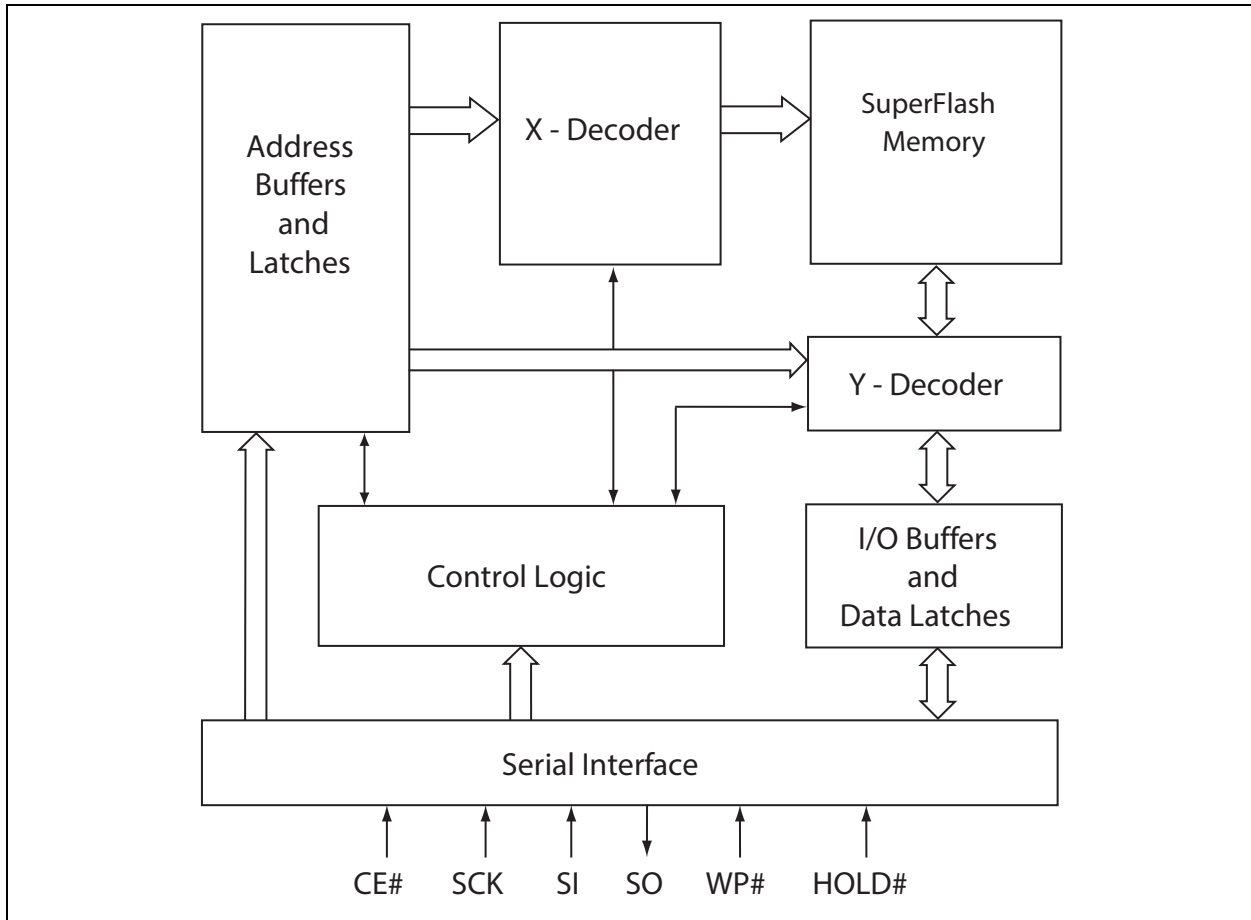 Address
Buffers
and
Latches
X - Decoder
SuperFlash
Memory
Y - Decoder
Control Logic
I/O Buffers
and
Data Latches
Serial Interface
CE# SCK SI SO WP# HOLD#